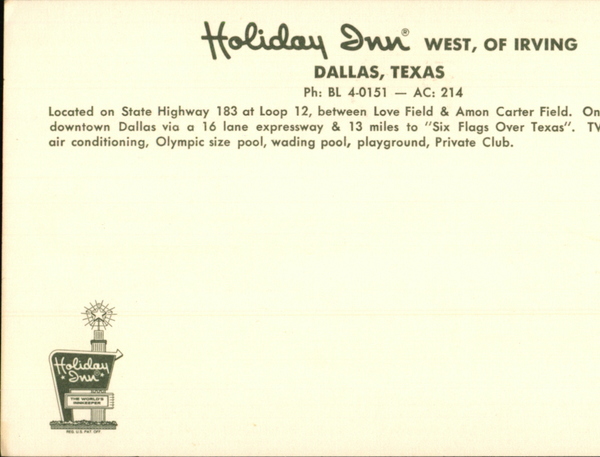 Holiday Inn® WEST, OF IRVING
DALLAS, TEXAS
Ph: BL 4-0151 — AC: 214
Located on State Highway 183 at Loop 12, between Love Field & Amon Carter Field. On
downtown Dallas via a 16 lane expressway & 13 miles to "Six Flags Over Texas". TV
air conditioning, Olympic size pool, wading pool, playground, Private Club.
Holiday
Inn
THE WORLD'S
INNKEEPER
REG. U.S. PAT. OFF.